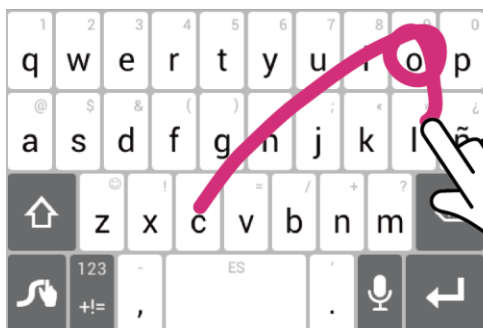 1 2 3 4 5 6 7 8 9 0
q w e r t y u i o p
@ $ & ( ) ; « » ¿
a s d f g h j k l ñ
! = / + ?
z x c v b n m
123 - ES '
+!= , .